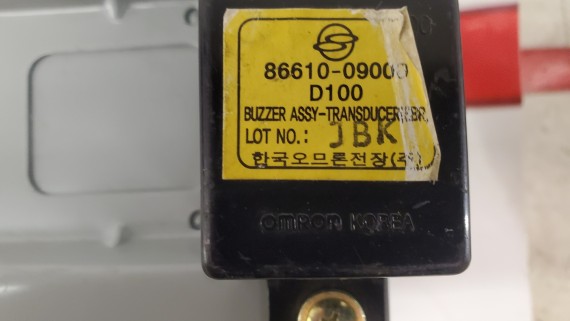 86610-09000
D100
BUZZER ASSY-TRANSDUCER,EBR,
LOT NO.: JBK
한국오므론전장(주)
OMRON KOREA